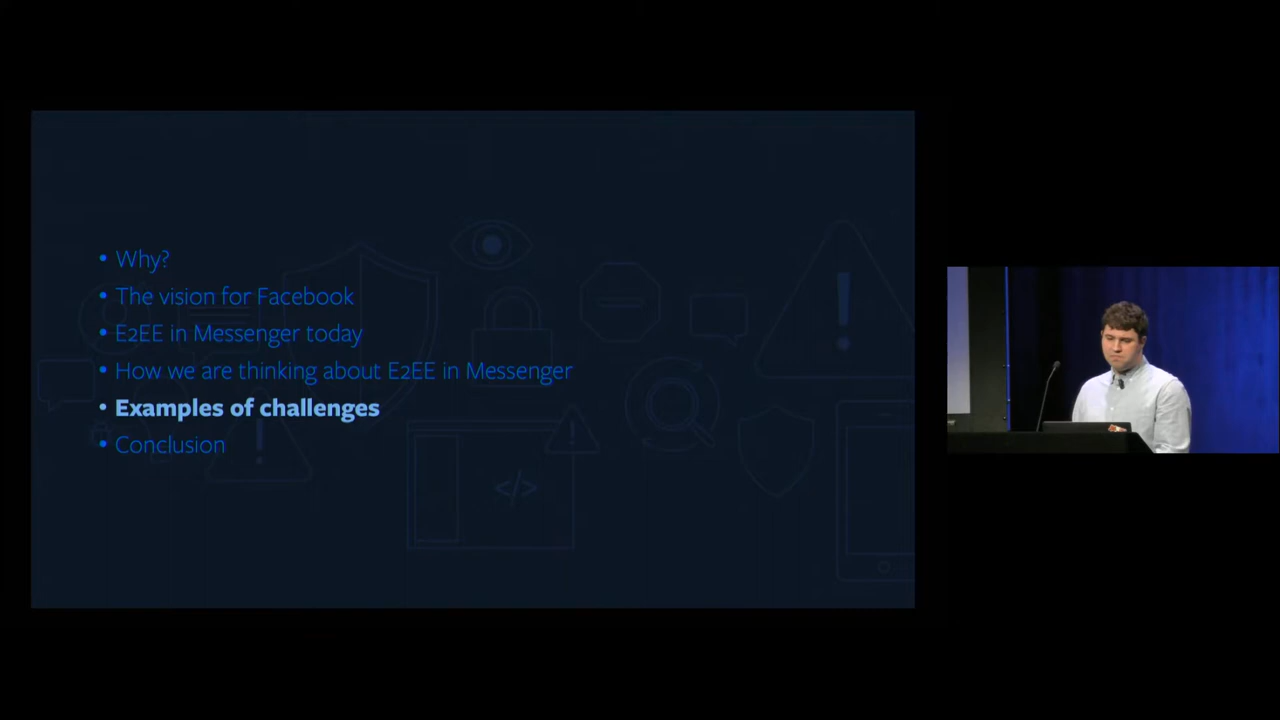 • Why?
• The vision for Facebook
• E2EE in Messenger today
• How we are thinking about E2EE in Messenger
• Examples of challenges
• Conclusion
</>